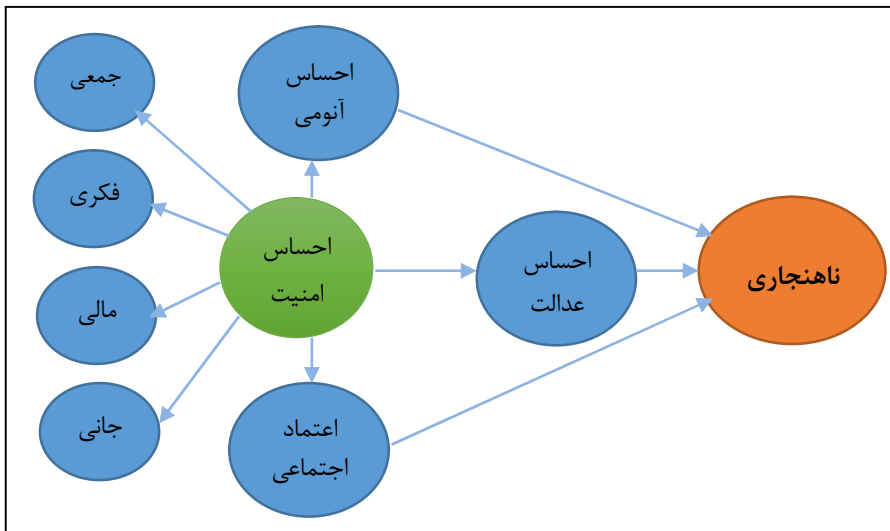 جمعی
احساس
آنومی
فکری
احساس
امنیت
احساس
عدالت
ناهنجاری
مالی
جانی
اعتماد
اجتماعی